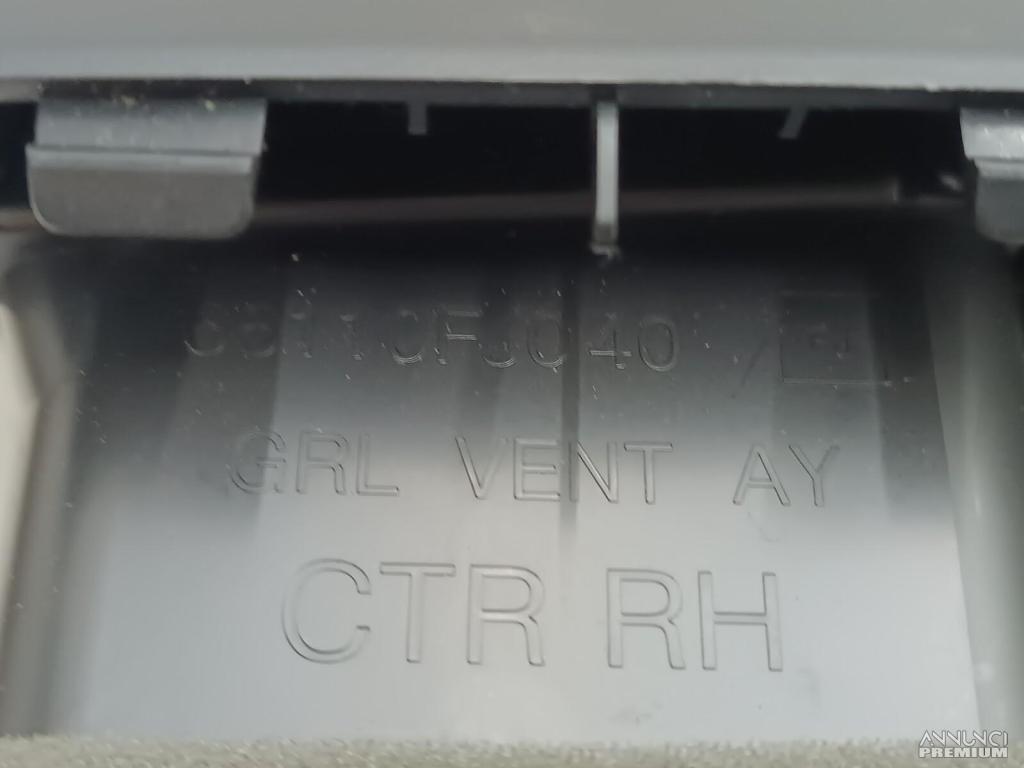 GRL VENT AY
CTR RH
ANNUNCI
PREMIUM